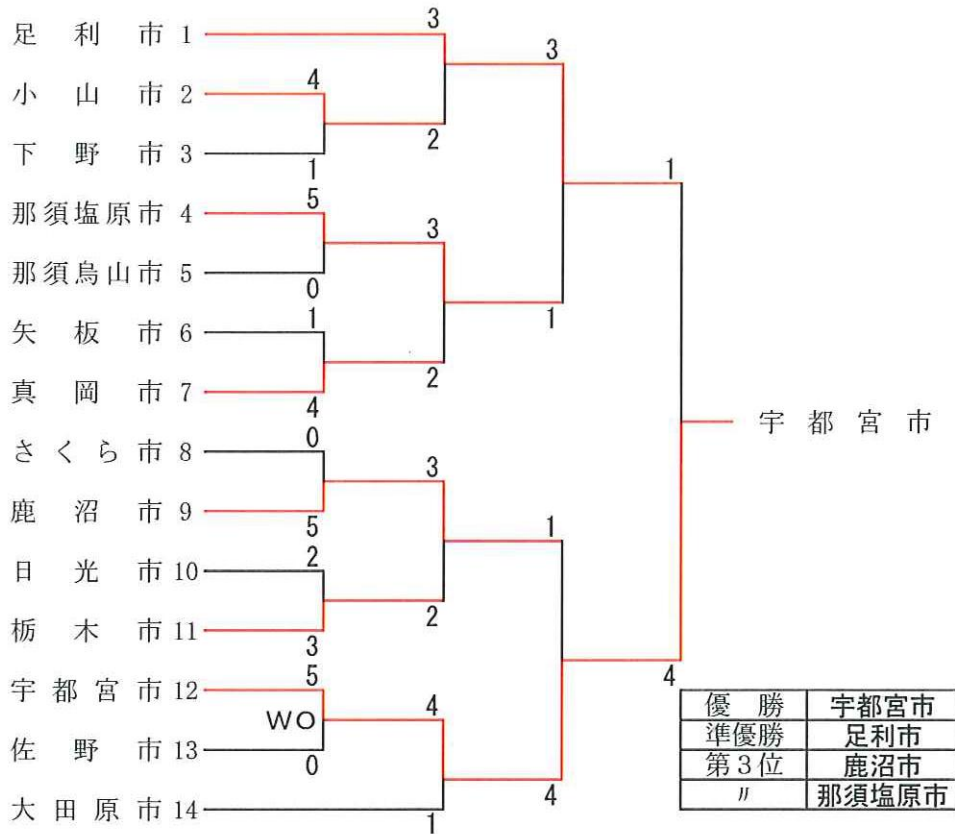 3
足利市 1
3
4
小山市 2
2
下野市 3
1
1
5
那須塩原市 4
3
那須烏山市 5
0
1
1
矢板市 6
2
真岡市 7
4
宇都宮市
0
さくら市 8
3
鹿沼市 9
5
1
2
日光市 10
2
栃木市 11
3
5
宇都宮市 12
4
4
WO
佐野市 13
0
4
大田原市 14
1
優勝 宇都宮市
準優勝 足利市
第3位 鹿沼市
〃 那須塩原市